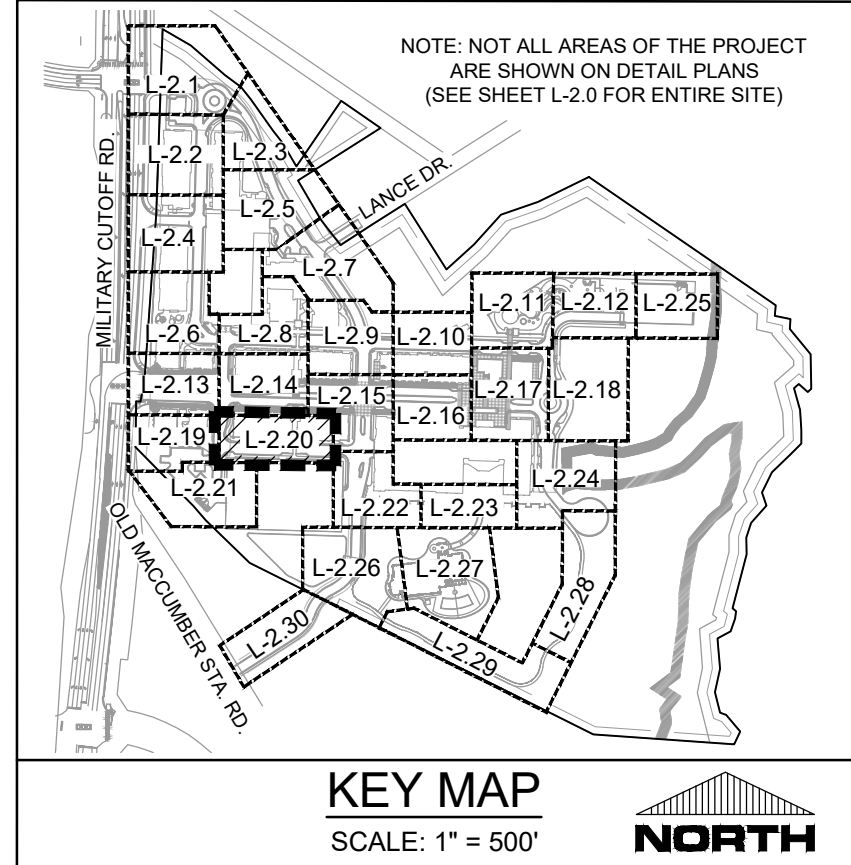 NOTE: NOT ALL AREAS OF THE PROJECT
ARE SHOWN ON DETAIL PLANS
(SEE SHEET L-2.0 FOR ENTIRE SITE)
MILITARY CUTOFF RD.
LANCE DR.
OLD MACCUMBER STA. RD.
L-2.1
L-2.2
L-2.3
L-2.4
L-2.5
L-2.6
L-2.7
L-2.8
L-2.9
L-2.10
L-2.11
L-2.12
L-2.25
L-2.13
L-2.14
L-2.15
L-2.16
L-2.17
L-2.18
L-2.19
L-2.20
L-2.21
L-2.22
L-2.23
L-2.24
L-2.26
L-2.27
L-2.28
L-2.29
L-2.30
KEY MAP
SCALE: 1" = 500'
NORTH